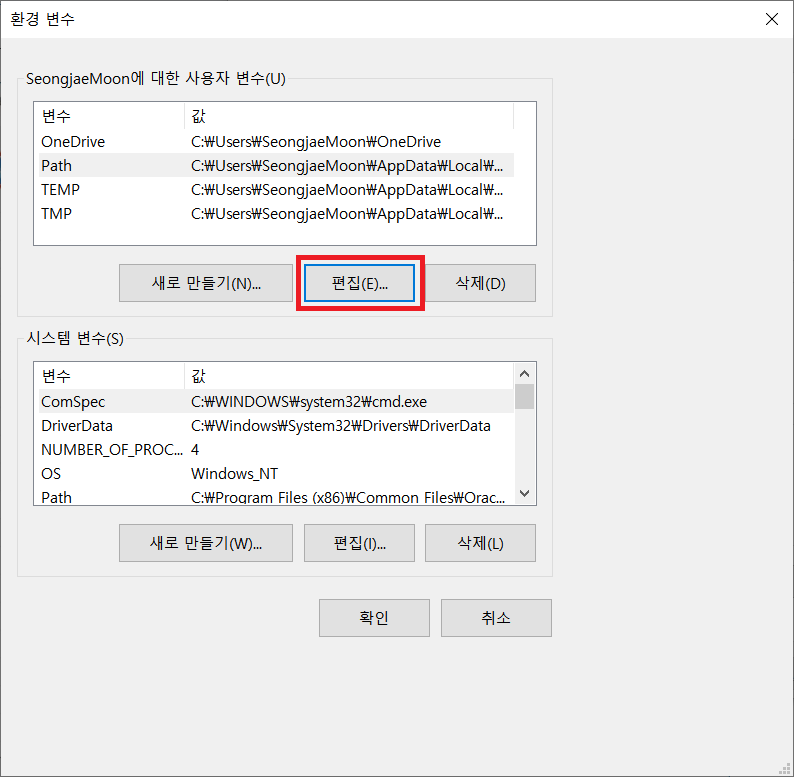 환경 변수
SeongjaeMoon에 대한 사용자 변수(U)
변수 값
OneDrive C:₩Users₩SeongjaeMoon₩OneDrive
Path C:₩Users₩SeongjaeMoon₩AppData₩Local₩...
TEMP C:₩Users₩SeongjaeMoon₩AppData₩Local₩...
TMP C:₩Users₩SeongjaeMoon₩AppData₩Local₩...
새로 만들기(N)... 편집(E)... 삭제(D)
시스템 변수(S)
변수 값
ComSpec C:₩WINDOWS₩system32₩cmd.exe
DriverData C:₩Windows₩System32₩Drivers₩DriverData
NUMBER_OF_PROC... 4
OS Windows_NT
Path C:₩Program Files (x86)₩Common Files₩Orac...
새로 만들기(W)... 편집(I)... 삭제(L)
확인 취소